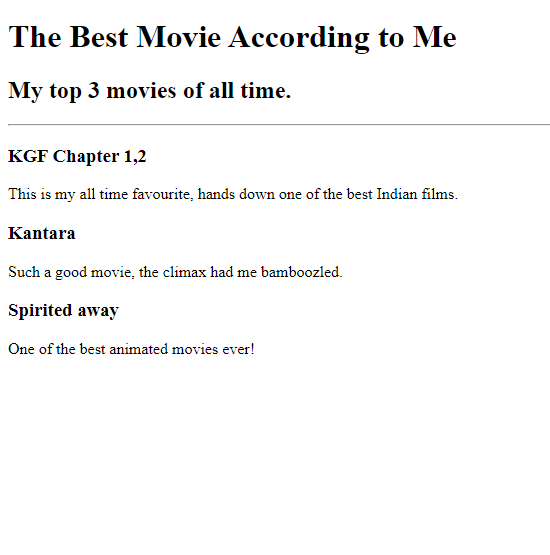 The Best Movie According to Me
My top 3 movies of all time.
KGF Chapter 1,2
This is my all time favourite, hands down one of the best Indian films.
Kantara
Such a good movie, the climax had me bamboozled.
Spirited away
One of the best animated movies ever!